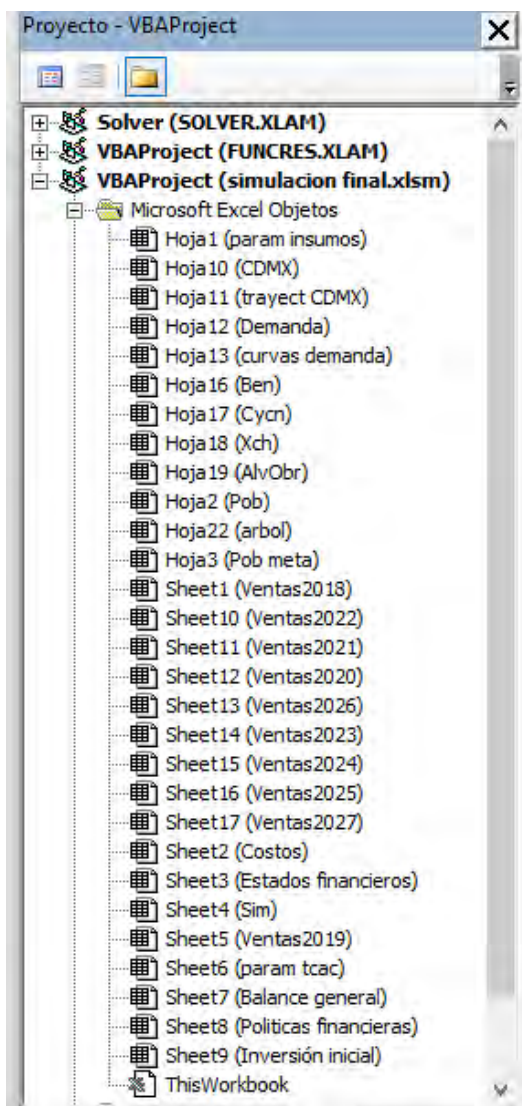 Proyecto - VBAProject
Solver (SOLVER.XLAM)
VBAProject (FUNCRES.XLAM)
VBAProject (simulacion final.xlsm)
Microsoft Excel Objetos
Hoja1 (param insumos)
Hoja10 (CDMX)
Hoja11 (trayect CDMX)
Hoja12 (Demanda)
Hoja13 (curvas demanda)
Hoja16 (Ben)
Hoja17 (Cycn)
Hoja18 (Xch)
Hoja19 (AlvObr)
Hoja2 (Pob)
Hoja22 (arbol)
Hoja3 (Pob meta)
Sheet1 (Ventas2018)
Sheet10 (Ventas2022)
Sheet11 (Ventas2021)
Sheet12 (Ventas2020)
Sheet13 (Ventas2026)
Sheet14 (Ventas2023)
Sheet15 (Ventas2024)
Sheet16 (Ventas2025)
Sheet17 (Ventas2027)
Sheet2 (Costos)
Sheet3 (Estados financieros)
Sheet4 (Sim)
Sheet5 (Ventas2019)
Sheet6 (param tcac)
Sheet7 (Balance general)
Sheet8 (Politicas financieras)
Sheet9 (Inversión inicial)
ThisWorkbook